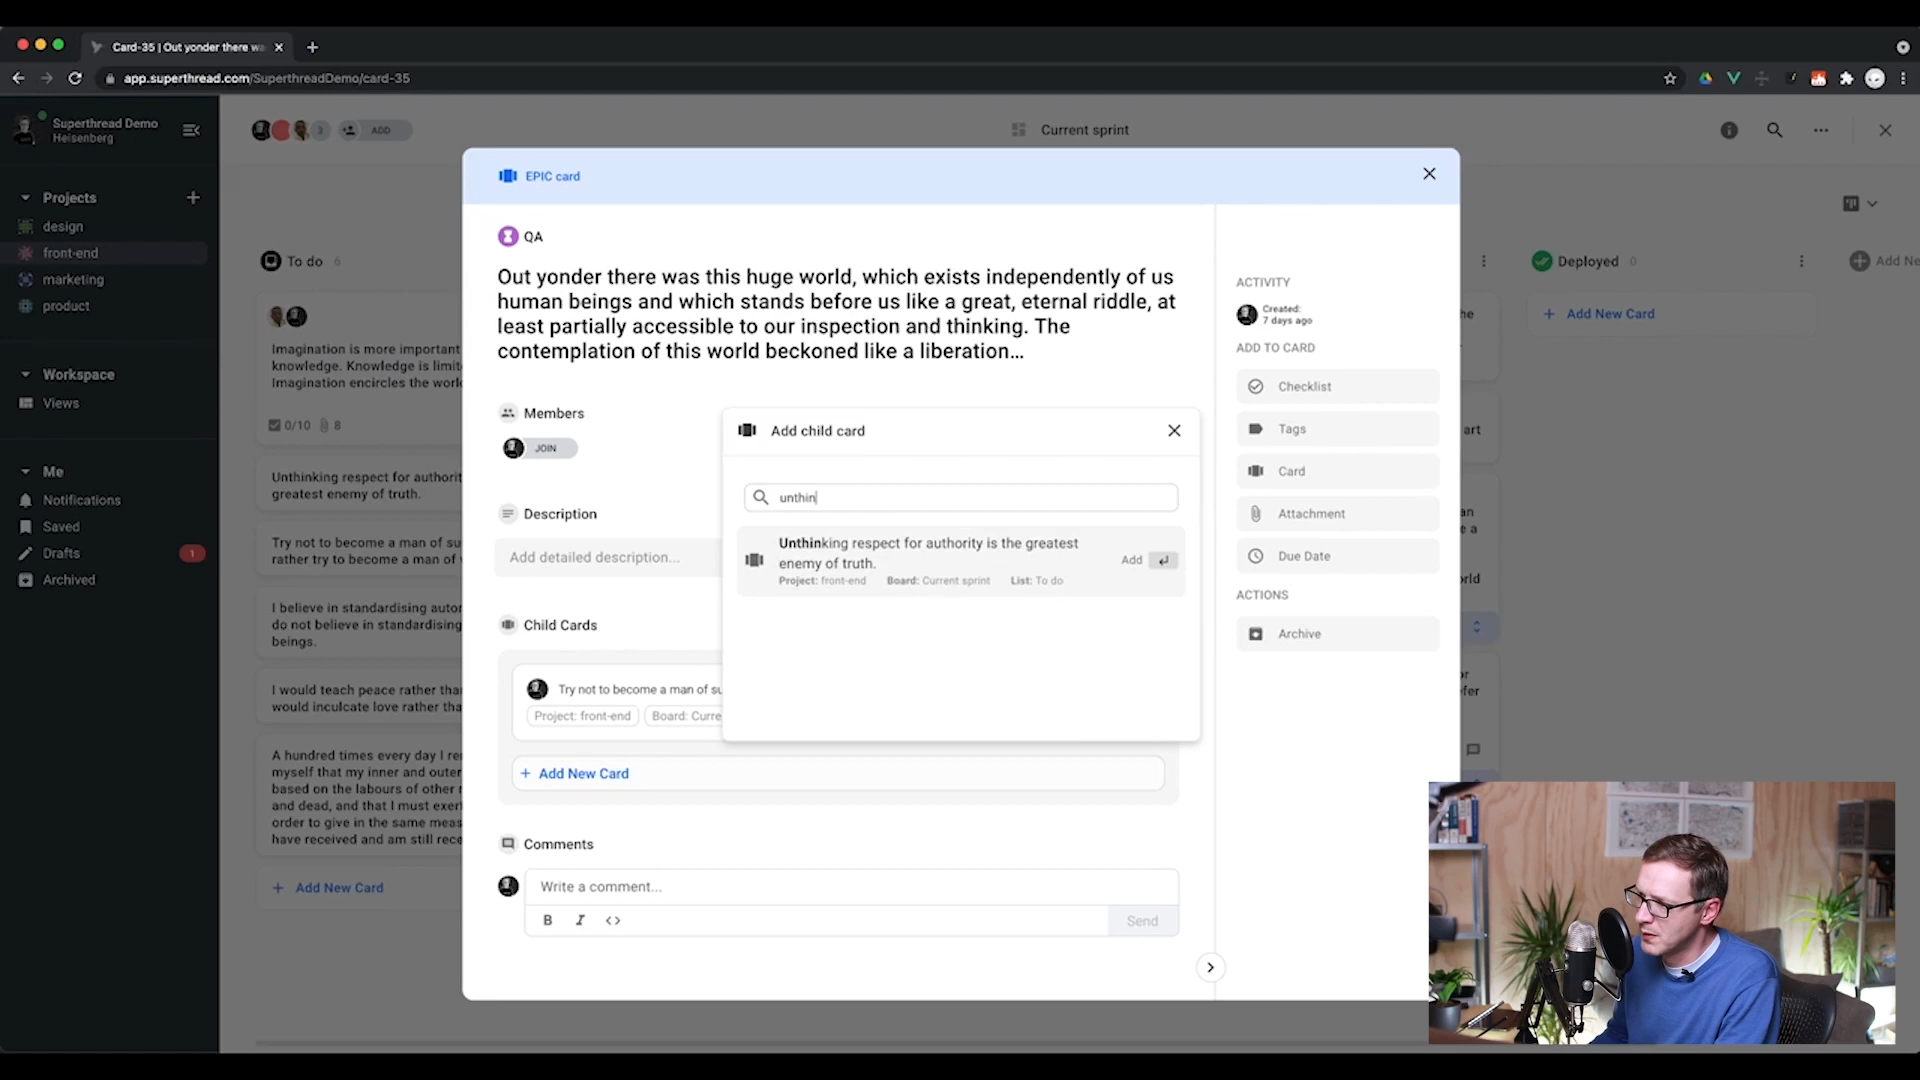 Card-35 | Out yonder there wa
app.superthread.com/SuperthreadDemo/card-35
Superthread Demo
Heisenberg
3
ADD
Current sprint
Projects
design
front-end
marketing
product
Workspace
Views
Me
Notifications
Saved
Drafts
1
Archived
To do 6
Imagination is more important
knowledge. Knowledge is limit
Imagination encircles the worl
0/10 8
Unthinking respect for authorit
greatest enemy of truth.
Try not to become a man of su
rather try to become a man of
I believe in standardising autor
do not believe in standardising
beings.
I would teach peace rather tha
would inculcate love rather tha
A hundred times every day I re
myself that my inner and outer
based on the labours of other
and dead, and that I must exer
order to give in the same meas
have received and am still rece
Add New Card
EPIC card
QA
Out yonder there was this huge world, which exists independently of us
human beings and which stands before us like a great, eternal riddle, at
least partially accessible to our inspection and thinking. The
contemplation of this world beckoned like a liberation...
Members
JOIN
Description
Add detailed description...
Child Cards
Try not to become a man of su
Project: front-end
Board: Curre
+ Add New Card
Comments
Write a comment...
B I <>
Send
Add child card
unthin
Unthinking respect for authority is the greatest
enemy of truth.
Add
Project: front-end Board: Current sprint List: To do
ACTIVITY
Created:
7 days ago
ADD TO CARD
Checklist
Tags
Card
Attachment
Due Date
ACTIONS
Archive
he
art
an
e a
orld
or
efer
Deployed 0
+ Add New Card
Add Ne